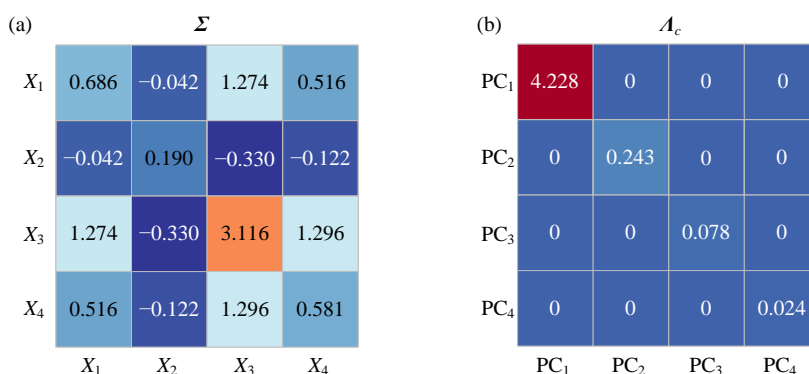 (a) Σ
X1 0.686 −0.042 1.274 0.516
X2 −0.042 0.190 −0.330 −0.122
X3 1.274 −0.330 3.116 1.296
X4 0.516 −0.122 1.296 0.581
X1 X2 X3 X4
(b) Λc
PC1 4.228 0 0 0
PC2 0 0.243 0 0
PC3 0 0 0.078 0
PC4 0 0 0 0.024
PC1 PC2 PC3 PC4